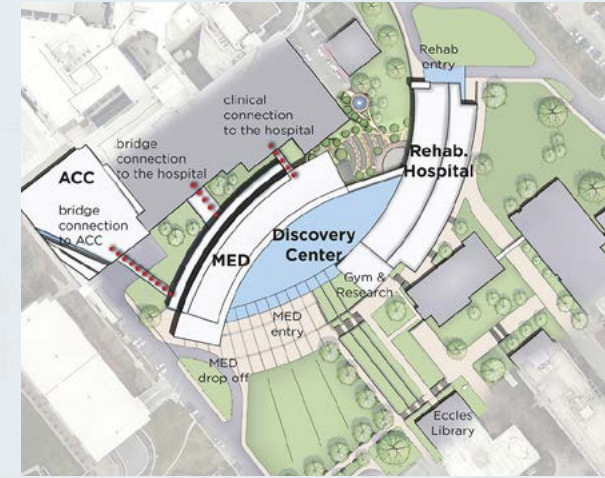 Rehab
entry
clinical
connection
to the hospital
bridge
connection
to the hospital
Rehab.
Hospital
ACC
bridge
connection
to ACC
Discovery
Center
MED
Gym &
Research
MED
entry
MED
drop off
Eccles
Library